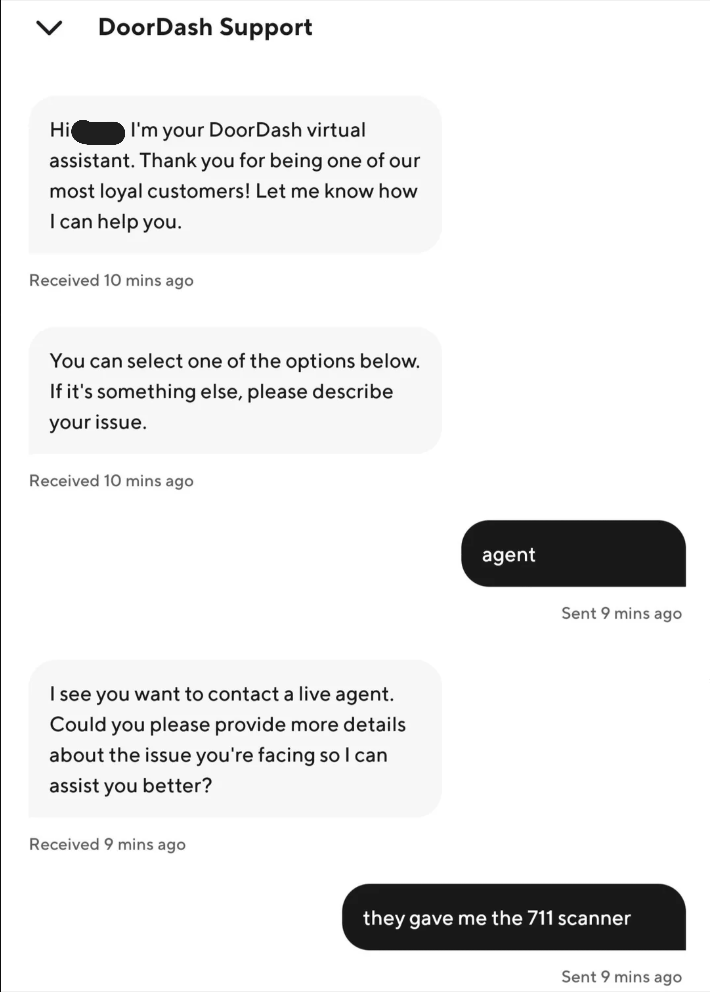 DoorDash Support
Hi I'm your DoorDash virtual
assistant. Thank you for being one of our
most loyal customers! Let me know how
I can help you.
Received 10 mins ago
You can select one of the options below.
If it's something else, please describe
your issue.
Received 10 mins ago
agent
Sent 9 mins ago
I see you want to contact a live agent.
Could you please provide more details
about the issue you're facing so I can
assist you better?
Received 9 mins ago
they gave me the 711 scanner
Sent 9 mins ago